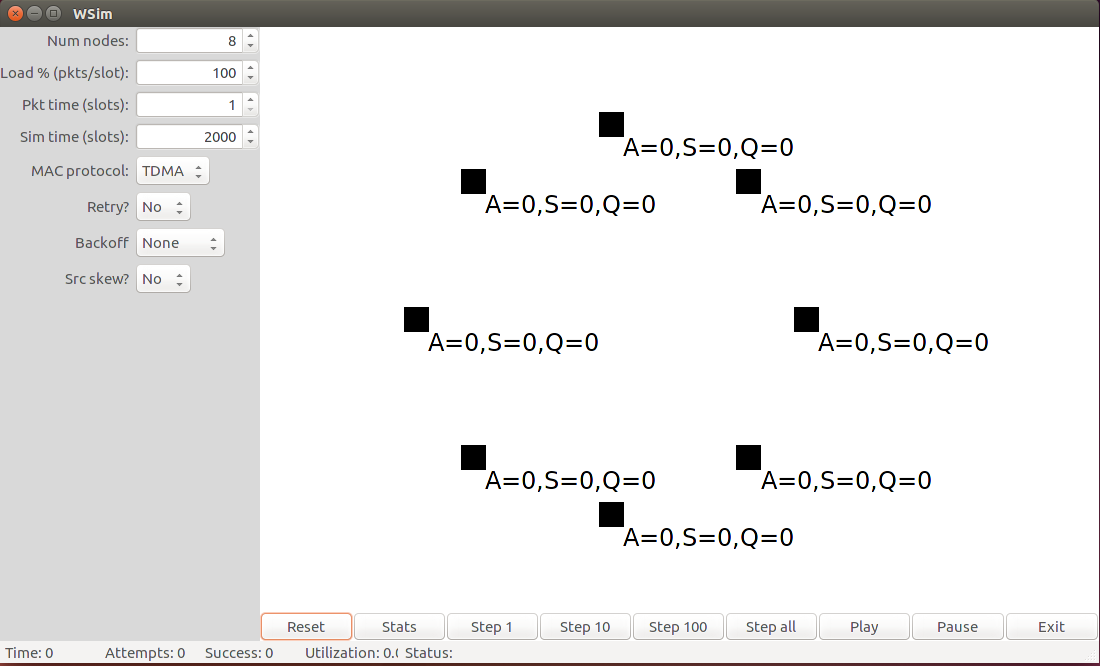 WSim
Num nodes: 8
Load % (pkts/slot): 100
Pkt time (slots): 1
Sim time (slots): 2000
MAC protocol: TDMA
Retry? No
Backoff None
Src skew? No
A=0,S=0,Q=0
A=0,S=0,Q=0 A=0,S=0,Q=0
A=0,S=0,Q=0 A=0,S=0,Q=0
A=0,S=0,Q=0 A=0,S=0,Q=0
A=0,S=0,Q=0
Reset Stats Step 1 Step 10 Step 100 Step all Play Pause Exit
Time: 0 Attempts: 0 Success: 0 Utilization: 0.( Status: